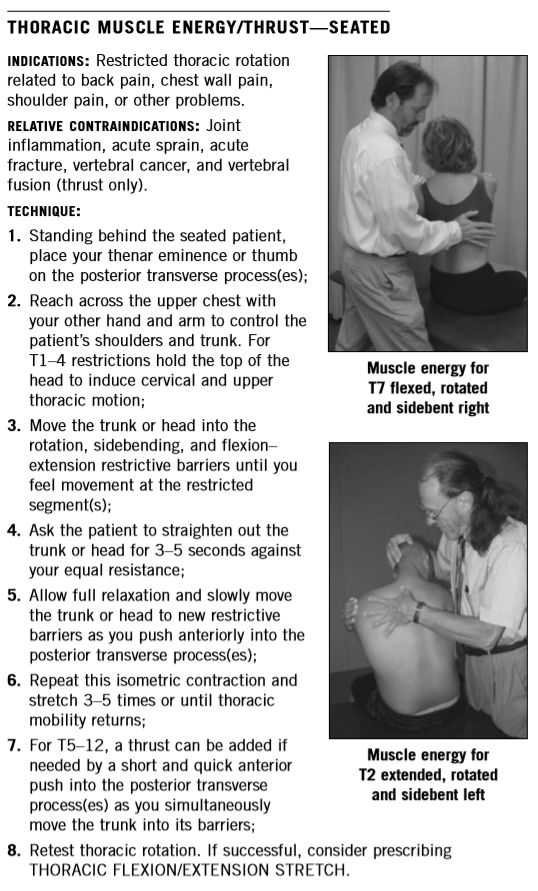 THORACIC MUSCLE ENERGY/THRUST—SEATED
INDICATIONS: Restricted thoracic rotation
related to back pain, chest wall pain,
shoulder pain, or other problems.
RELATIVE CONTRAINDICATIONS: Joint
inflammation, acute sprain, acute
fracture, vertebral cancer, and vertebral
fusion (thrust only).
TECHNIQUE:
1. Standing behind the seated patient,
place your thenar eminence or thumb
on the posterior transverse process(es);
2. Reach across the upper chest with
your other hand and arm to control the
patient's shoulders and trunk. For
T1–4 restrictions hold the top of the
head to induce cervical and upper
thoracic motion;
3. Move the trunk or head into the
rotation, sidebending, and flexion–
extension restrictive barriers until you
feel movement at the restricted
segment(s);
4. Ask the patient to straighten out the
trunk or head for 3–5 seconds against
your equal resistance;
5. Allow full relaxation and slowly move
the trunk or head to new restrictive
barriers as you push anteriorly into the
posterior transverse process(es);
6. Repeat this isometric contraction and
stretch 3–5 times or until thoracic
mobility returns;
7. For T5–12, a thrust can be added if
needed by a short and quick anterior
push into the posterior transverse
process(es) as you simultaneously
move the trunk into its barriers;
8. Retest thoracic rotation. If successful, consider prescribing
THORACIC FLEXION/EXTENSION STRETCH.
Muscle energy for
T7 flexed, rotated
and sidebent right
Muscle energy for
T2 extended, rotated
and sidebent left